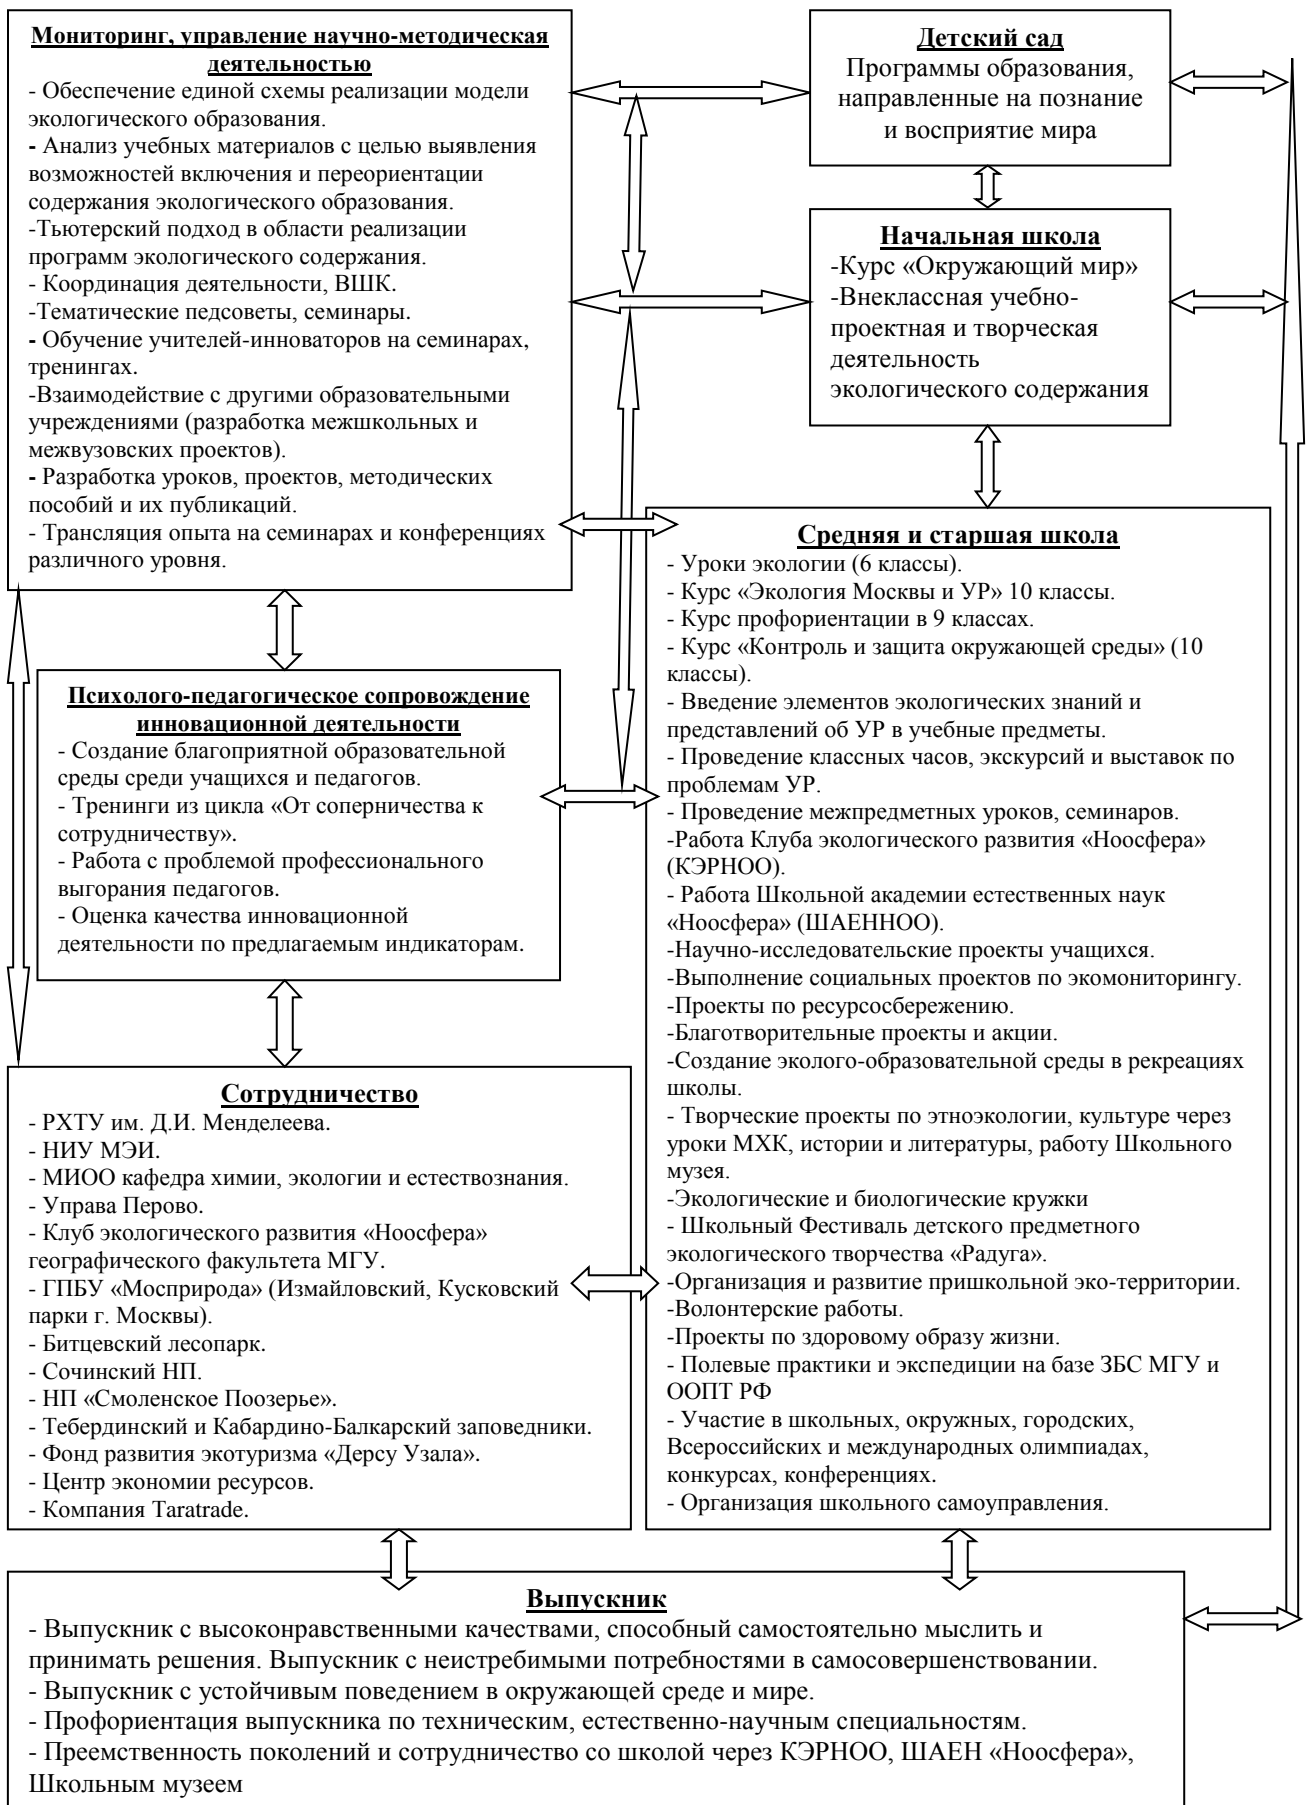 Мониторинг, управление научно-методическая
деятельностью
- Обеспечение единой схемы реализации модели
экологического образования.
- Анализ учебных материалов с целью выявления
возможностей включения и переориентации
содержания экологического образования.
-Тьютерский подход в области реализации
программ экологического содержания.
- Координация деятельности, ВШК.
-Тематические педсоветы, семинары.
- Обучение учителей-инноваторов на семинарах,
тренингах.
-Взаимодействие с другими образовательными
учреждениями (разработка межшкольных и
межвузовских проектов).
- Разработка уроков, проектов, методических
пособий и их публикаций.
- Трансляция опыта на семинарах и конференциях
различного уровня.
Детский сад
Программы образования,
направленные на познание
и восприятие мира
Начальная школа
-Курс «Окружающий мир»
-Внеклассная учебно-
проектная и творческая
деятельность
экологического содержания
Психолого-педагогическое сопровождение
инновационной деятельности
- Создание благоприятной образовательной
среды среди учащихся и педагогов.
- Тренинги из цикла «От соперничества к
сотрудничеству».
- Работа с проблемой профессионального
выгорания педагогов.
- Оценка качества инновационной
деятельности по предлагаемым индикаторам.
Средняя и старшая школа
- Уроки экологии (6 классы).
- Курс «Экология Москвы и УР» 10 классы.
- Курс профориентации в 9 классах.
- Курс «Контроль и защита окружающей среды» (10
классы).
- Введение элементов экологических знаний и
представлений об УР в учебные предметы.
- Проведение классных часов, экскурсий и выставок по
проблемам УР.
- Проведение межпредметных уроков, семинаров.
-Работа Клуба экологического развития «Ноосфера»
(КЭРНОО).
- Работа Школьной академии естественных наук
«Ноосфера» (ШАЕННОО).
-Научно-исследовательские проекты учащихся.
-Выполнение социальных проектов по экомониторингу.
-Проекты по ресурсосбережению.
-Благотворительные проекты и акции.
-Создание эколого-образовательной среды в рекреациях
школы.
- Творческие проекты по этноэкологии, культуре через
уроки МХК, истории и литературы, работу Школьного
музея.
-Экологические и биологические кружки
- Школьный Фестиваль детского предметного
экологического творчества «Радуга».
-Организация и развитие пришкольной эко-территории.
-Волонтерские работы.
-Проекты по здоровому образу жизни.
- Полевые практики и экспедиции на базе ЗБС МГУ и
ООПТ РФ
- Участие в школьных, окружных, городских,
Всероссийских и международных олимпиадах,
конкурсах, конференциях.
- Организация школьного самоуправления.
Сотрудничество
- РХТУ им. Д.И. Менделеева.
- НИУ МЭИ.
- МИОО кафедра химии, экологии и естествознания.
- Управа Перово.
- Клуб экологического развития «Ноосфера»
географического факультета МГУ.
- ГПБУ «Мосприрода» (Измайловский, Кусковский
парки г. Москвы).
- Битцевский лесопарк.
- Сочинский НП.
- НП «Смоленское Поозерье».
- Тебердинский и Кабардино-Балкарский заповедники.
- Фонд развития экотуризма «Дерсу Узала».
- Центр экономии ресурсов.
- Компания Taratrade.
Выпускник
- Выпускник с высоконравственными качествами, способный самостоятельно мыслить и
принимать решения. Выпускник с неистребимыми потребностями в самосовершенствовании.
- Выпускник с устойчивым поведением в окружающей среде и мире.
- Профориентация выпускника по техническим, естественно-научным специальностям.
- Преемственность поколений и сотрудничество со школой через КЭРНОО, ШАЕН «Ноосфера»,
Школьным музеем